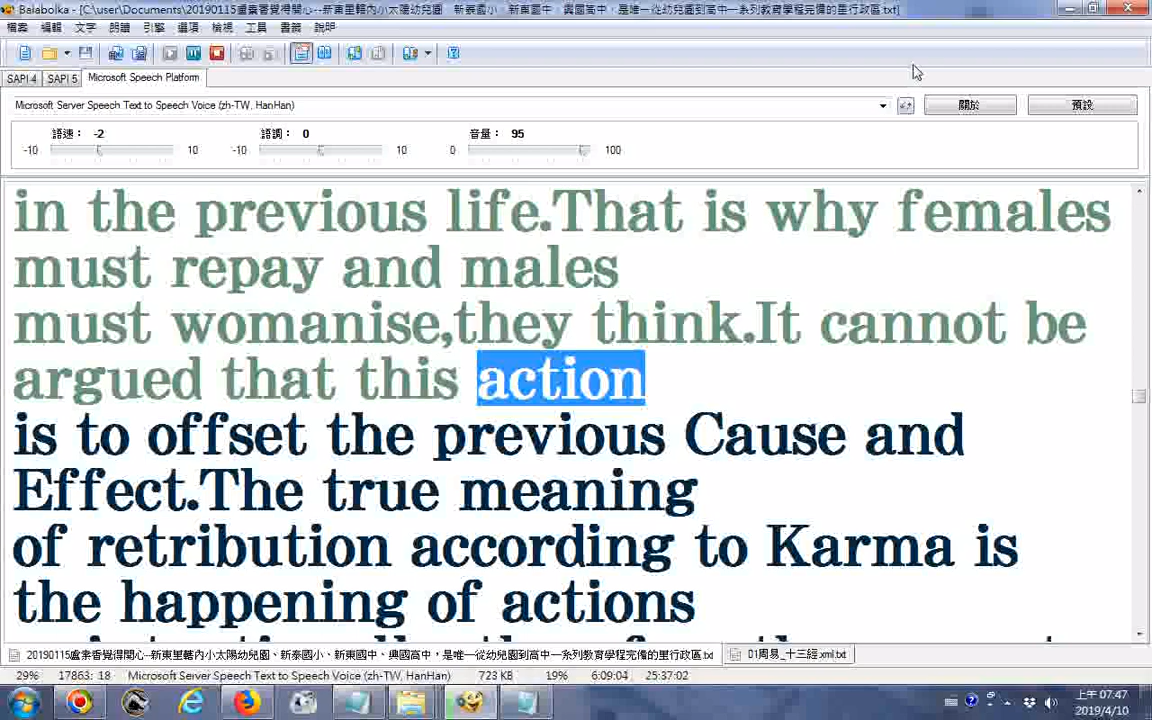 Balabolka - [C:\user\Documents\20190115盧素香覺得開心--新東里轄內小太陽幼兒園、新泰國小、新東國中、興國高中，是唯一從幼兒園到高中一系列教育學程完備的里行政區.txt]
檔案 編輯 文字 朗讀 引擎 選項 檢視 工具 書籤 說明
SAPI 4 SAPI 5 Microsoft Speech Platform
Microsoft Server Speech Text to Speech Voice (zh-TW, HanHan) 關於 預設
語速： -2 語調： 0 音量： 95
-10 10 -10 10 0 100
in the previous life.That is why females
must repay and males
must womanise,they think.It cannot be
argued that this action
is to offset the previous Cause and
Effect.The true meaning
of retribution according to Karma is
the happening of actions
20190115盧素香覺得開心--新東里轄內小太陽幼兒園、新泰國小、新東國中、興國高中，是唯一從幼兒園到高中一系列教育學程完備的里行政區.txt 01周易_十三經.xml.txt
29% 17863: 18 Microsoft Server Speech Text to Speech Voice (zh-TW, HanHan) 723 KB 19% 6:09:04 25:37:02
上午 07:47
2019/4/10